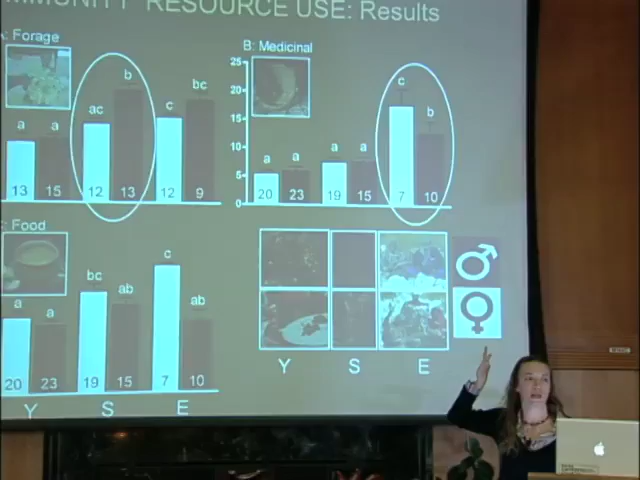 RESOURCE USE: Results
Forage
B: Medicinal
a a ac b c bc
13 15 12 13 12 9
25
20
15
10
5
0
a a a a c b
20 23 19 15 7 10
Food
a a bc ab c ab
20 23 19 15 7 10
Y S E
♂
♀
Y S E